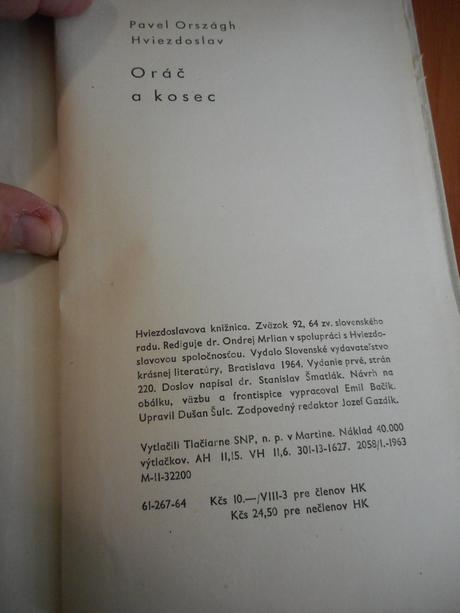 Pavel Országh
Hviezdoslav
Oráč
a kosec
Hviezdoslavova knižnica. Zväzok 92, 64 zv. slovenského
radu. Rediguje dr. Ondrej Mrlian v spolupráci s Hviezdo-
slavovou spoločnosťou. Vydalo Slovenské vydavateľstvo
krásnej literatúry, Bratislava 1964. Vydanie prvé, strán
220. Doslov napísal dr. Stanislav Šmatlák. Návrh na
obálku, väzbu a frontispice vypracoval Emil Bačík.
Upravil Dušan Šulc. Zodpovedný redaktor Jozef Gazdík.
Vytlačili Tlačiarne SNP, n. p. v Martine. Náklad 40.000
výtlačkov. AH 11,15. VH 11,6. 301-13-1627. 2058/I.-1963
M-11-32200
61-267-64 Kčs 10.—/VIII-3 pre členov HK
Kčs 24,50 pre nečlenov HK